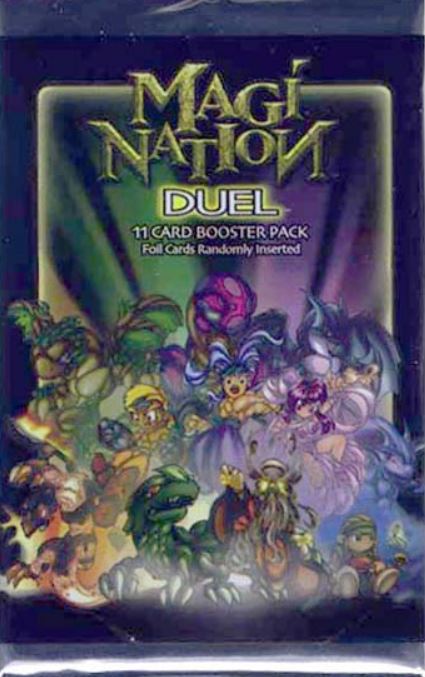 MAGI
NATION
DUEL
11 CARD BOOSTER PACK
Foil Cards Randomly Inserted